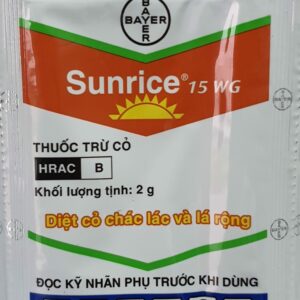 BAYER
BAYER
Sunrice® 15 WG
THUỐC TRỪ CỎ
HRAC B
Khối lượng tịnh: 2 g
Diệt cỏ chác lác và lá rộng
ĐỌC KỸ NHÃN PHỤ TRƯỚC KHI DÙNG